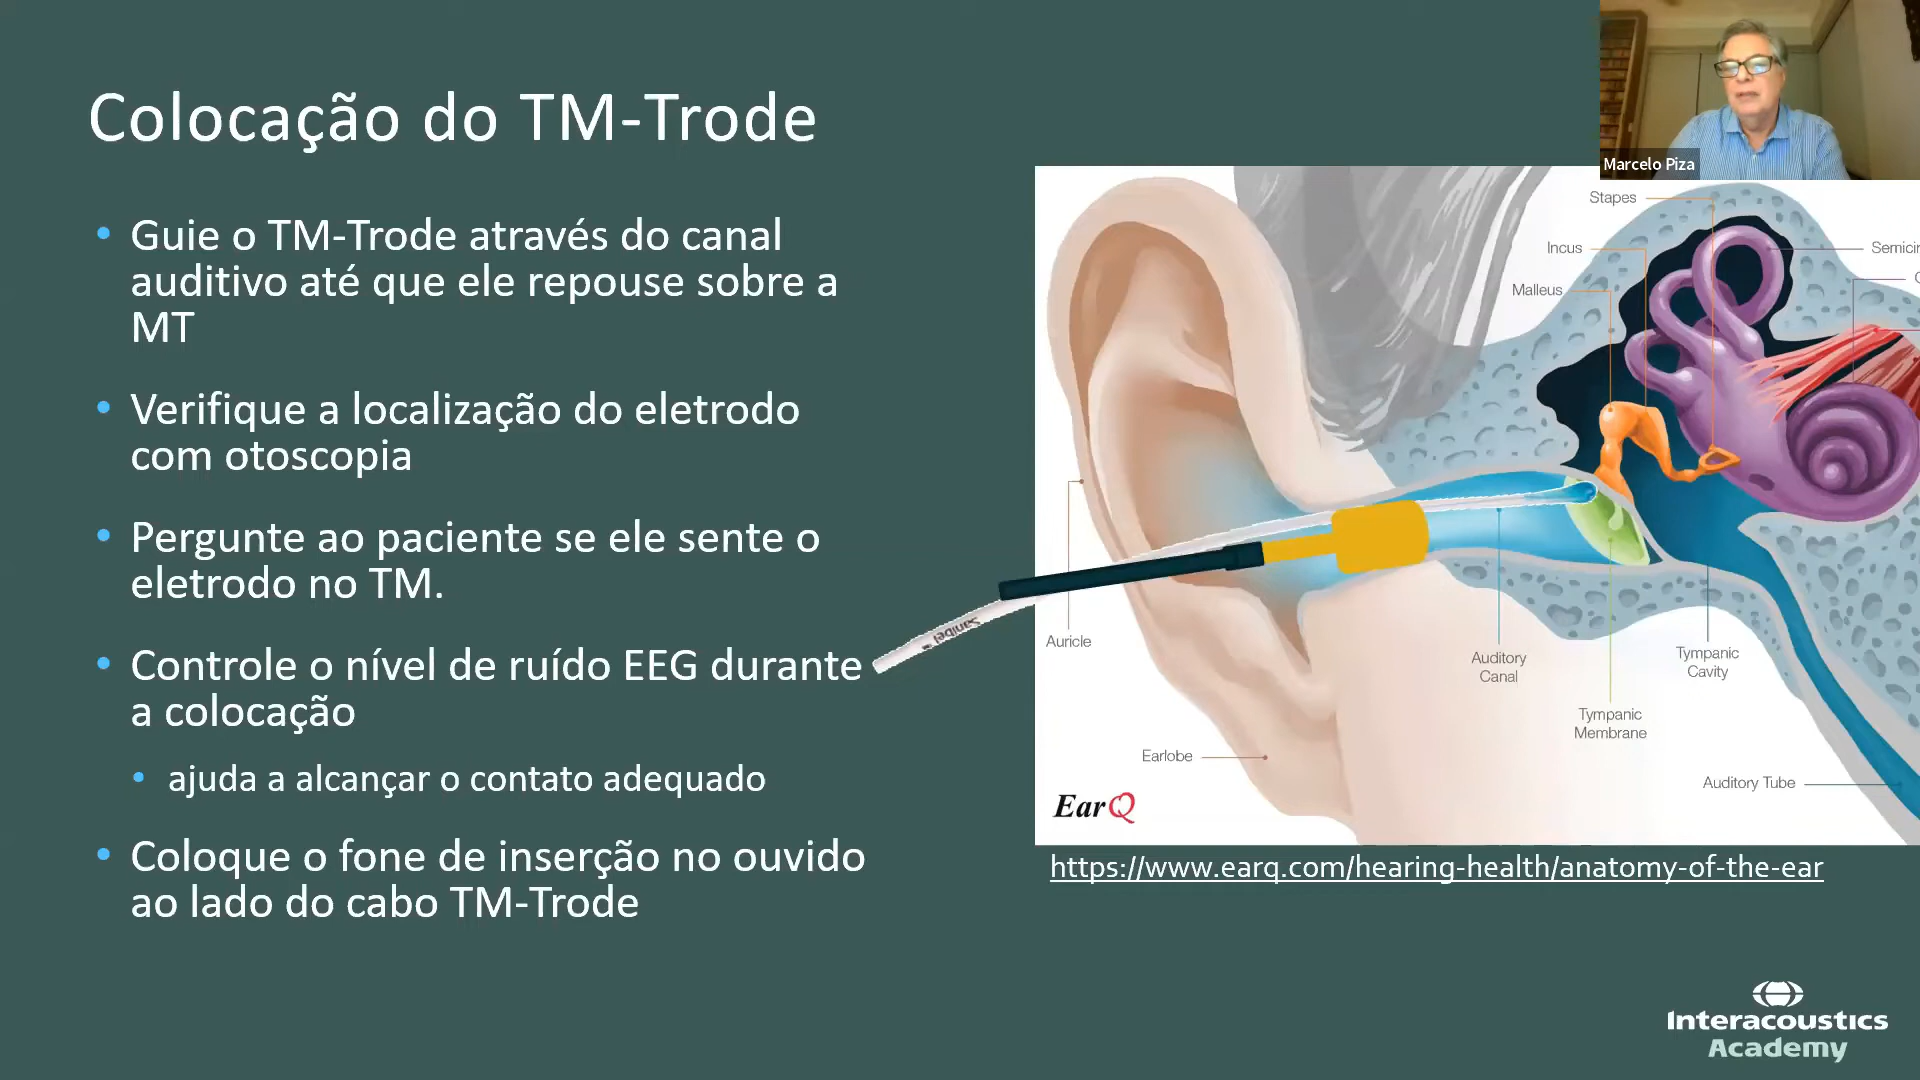 Colocação do TM-Trode
Marcelo Piza
Guie o TM-Trode através do canal
auditivo até que ele repouse sobre a
MT
Verifique a localização do eletrodo
com otoscopia
Pergunte ao paciente se ele sente o
eletrodo no TM.
Controle o nível de ruído EEG durante
a colocação
ajuda a alcançar o contato adequado
Coloque o fone de inserção no ouvido
ao lado do cabo TM-Trode
Stapes
Incus
Malleus
Semicir
C
Sanibel
Auricle
Auditory
Canal
Tympanic
Cavity
Tympanic
Membrane
Earlobe
Auditory Tube
EarQ
https://www.earq.com/hearing-health/anatomy-of-the-ear
Interacoustics
Academy